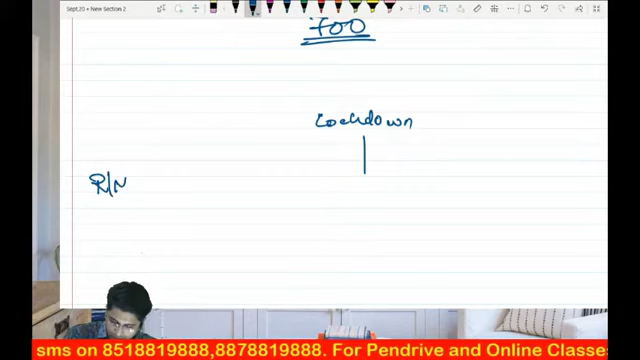 Sept.20 • New Section 2
700
Lockdown
R/N
sms on 8518819888,8878819888. For Pendrive and Online Classes